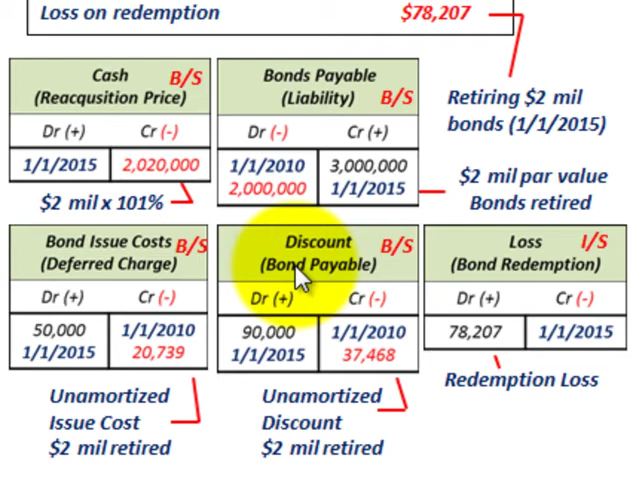 Loss on redemption $78,207
Cash B/S
(Reacqusition Price)
Dr (+) Cr (-)
1/1/2015 2,020,000
$2 mil x 101%
Bonds Payable
(Liability) B/S
Dr (-) Cr (+)
1/1/2010 3,000,000
2,000,000 1/1/2015
Retiring $2 mil
bonds (1/1/2015)
$2 mil par value
Bonds retired
Bond Issue Costs B/S
(Deferred Charge)
Dr (+) Cr (-)
50,000 1/1/2010
1/1/2015 20,739
Unamortized
Issue Cost
$2 mil retired
Discount B/S
(Bond Payable)
Dr (+) Cr (-)
90,000 1/1/2010
1/1/2015 37,468
Unamortized
Discount
$2 mil retired
Loss I/S
(Bond Redemption)
Dr (+) Cr (-)
78,207 1/1/2015
Redemption Loss